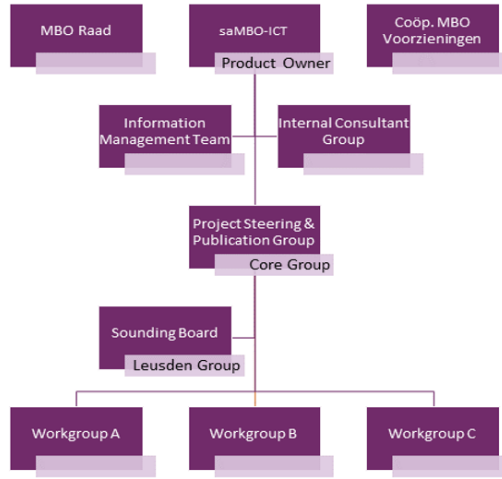 MBO Raad
saMBO-ICT
Product Owner
Coöp. MBO
Voorzieningen
Information
Management Team
Internal Consultant
Group
Project Steering &
Publication Group
Core Group
Sounding Board
Leusden Group
Workgroup A
Workgroup B
Workgroup C